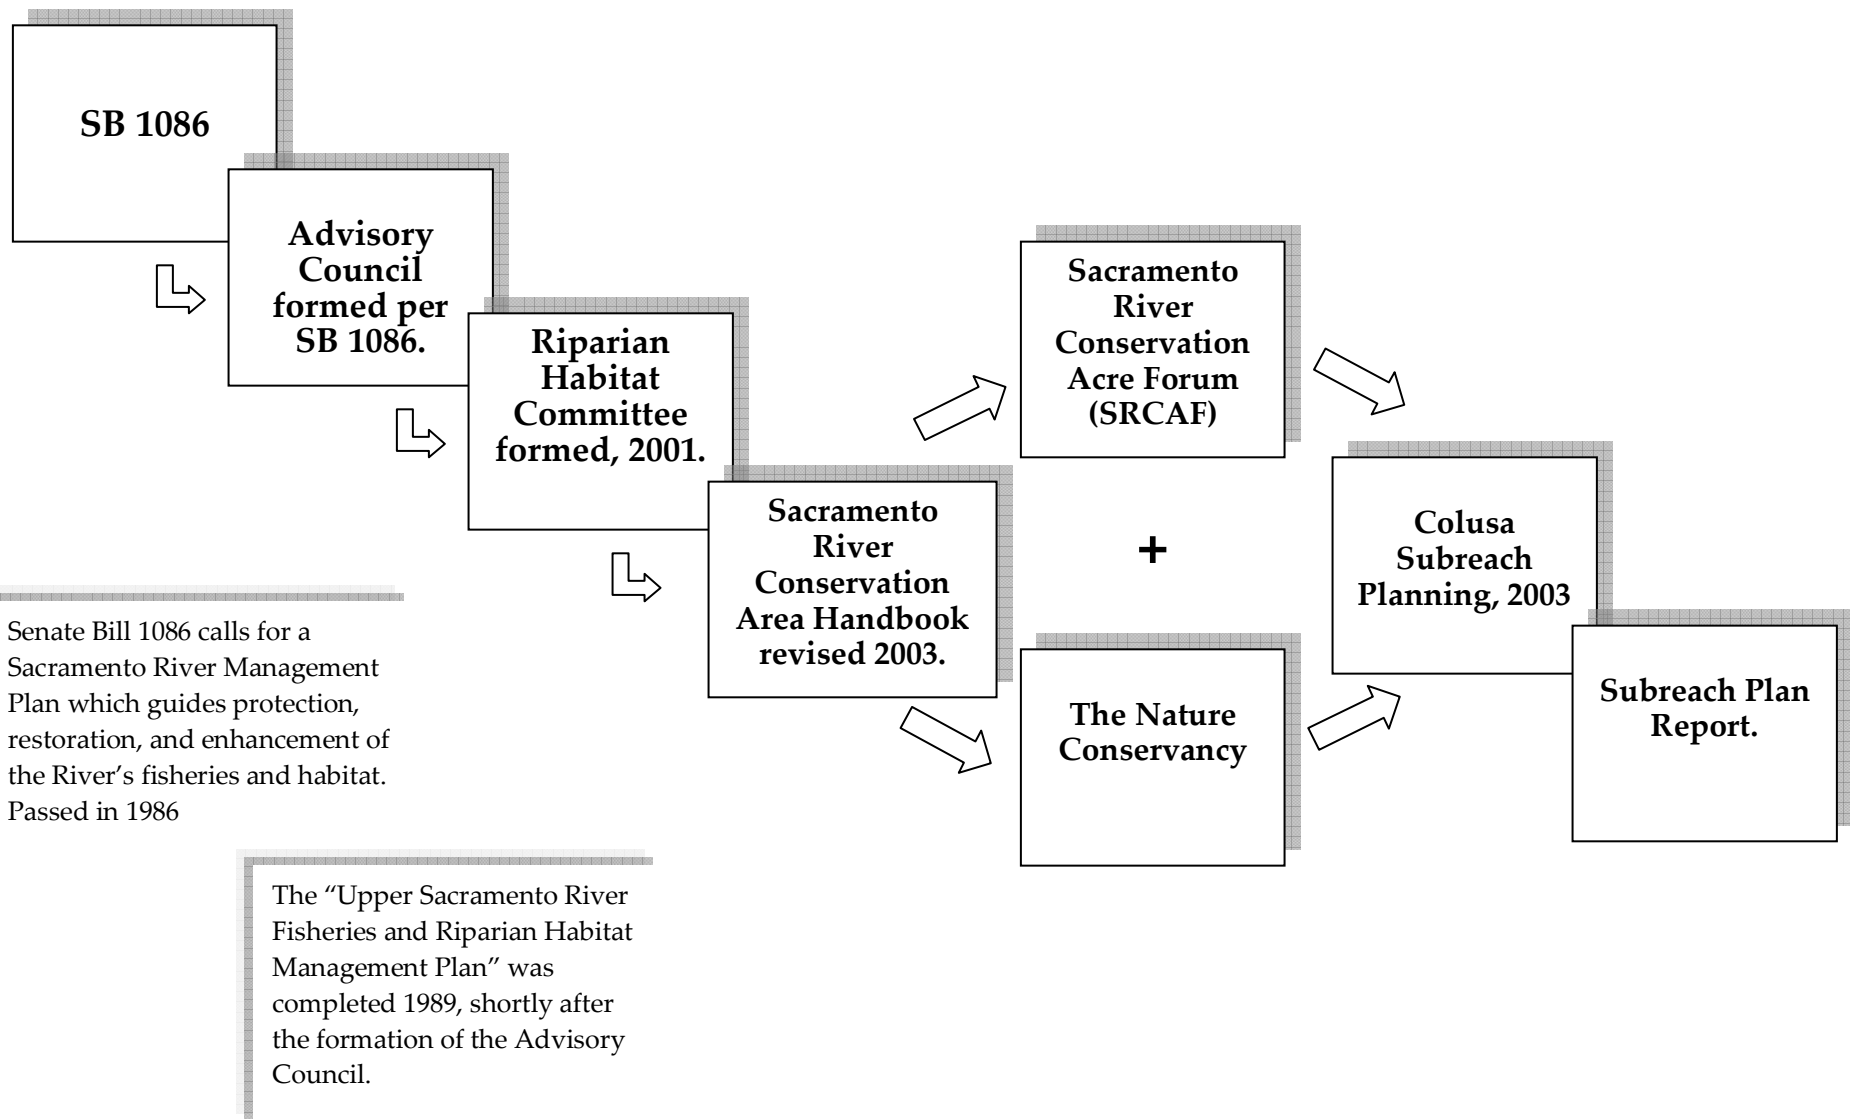 SB 1086
Advisory
Council
formed per
SB 1086.
Riparian
Habitat
Committee
formed, 2001.
Sacramento
River
Conservation
Area Handbook
revised 2003.
Sacramento
River
Conservation
Acre Forum
(SRCAF)
+
The Nature
Conservancy
Colusa
Subreach
Planning, 2003
Subreach Plan
Report.
Senate Bill 1086 calls for a
Sacramento River Management
Plan which guides protection,
restoration, and enhancement of
the River’s fisheries and habitat.
Passed in 1986
The “Upper Sacramento River
Fisheries and Riparian Habitat
Management Plan” was
completed 1989, shortly after
the formation of the Advisory
Council.